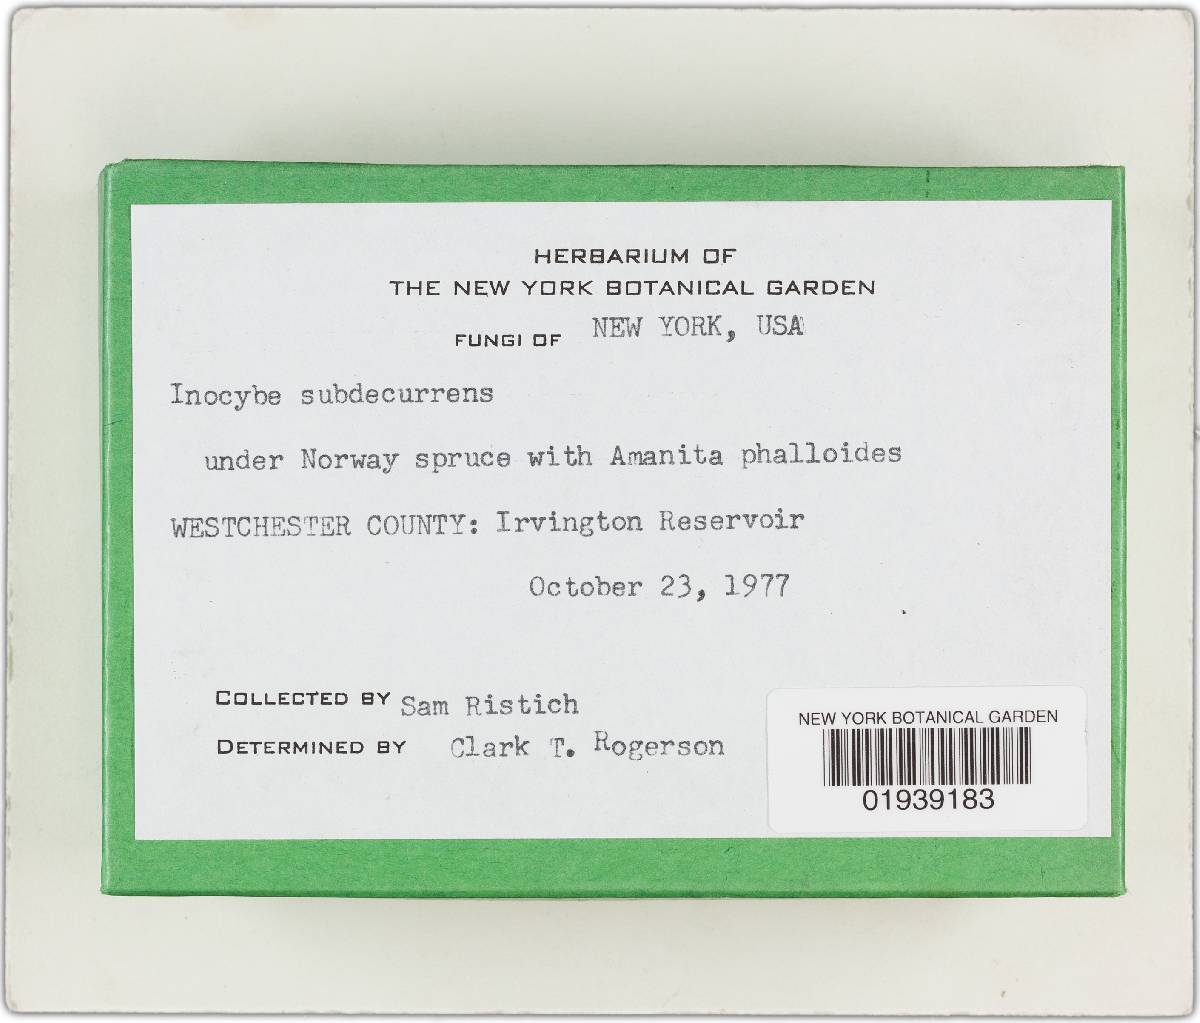 HERBARIUM OF
THE NEW YORK BOTANICAL GARDEN
FUNGI OF NEW YORK, USA
Inocybe subdecurrens
under Norway spruce with Amanita phalloides
WESTCHESTER COUNTY: Irvington Reservoir
October 23, 1977
COLLECTED BY Sam Ristich
DETERMINED BY Clark T. Rogerson
NEW YORK BOTANICAL GARDEN
01939183